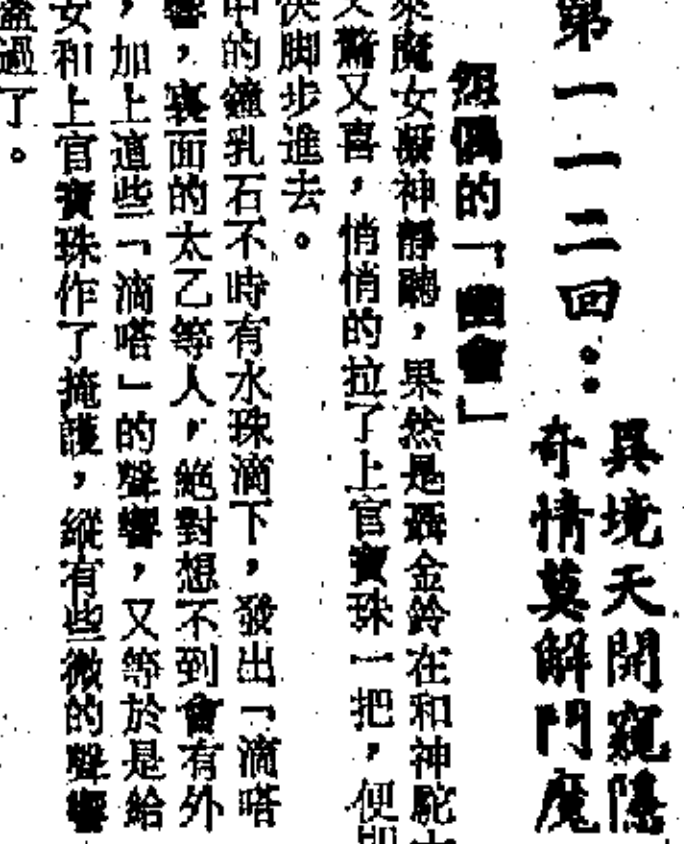 第一一二回：
異境天開窺隱
奇情莫解鬥魔
怨偶的「幽會」
來魔女凝神靜聽，果然是聶金鈴在和神駝
又驚又喜，悄悄的拉了上官寶珠一把，便即
快脚步進去。
中的鐘乳石不時有水珠滴下，發出「滴嗒
響，裏面的太乙等人，絕對想不到會有外
，加上這些「滴嗒」的聲響，又等於是給
女和上官寶珠作了掩護，縱有些微的聲響
蓋過了。